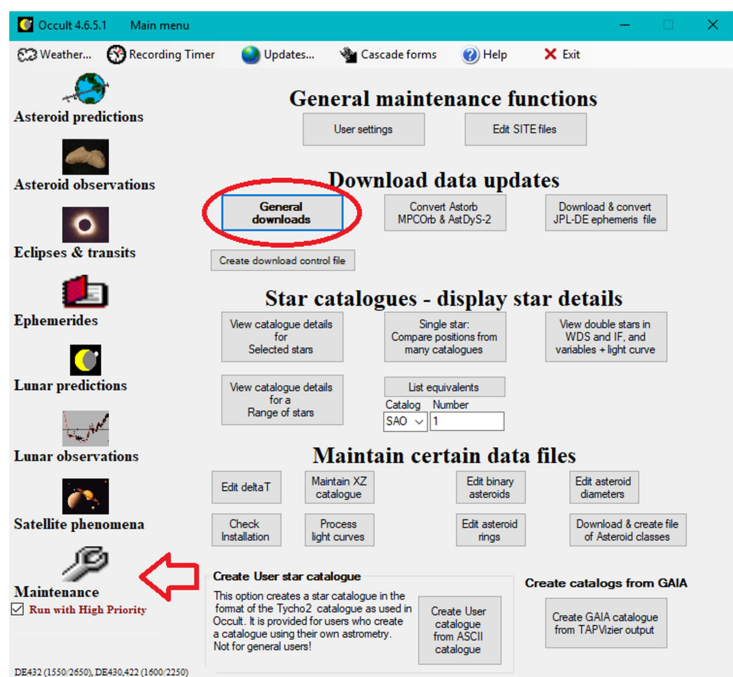 Occult 4.6.5.1 Main menu
Weather... Recording Timer Updates... Cascade forms Help Exit
Asteroid predictions
Asteroid observations
Eclipses & transits
Ephemerides
Lunar predictions
Lunar observations
Satellite phenomena
Maintenance
Run with High Priority
DE432 (1550/2650), DE430,422 (1600/2250)
General maintenance functions
User settings
Edit SITE files
Download data updates
General
downloads
Convert Astorb
MPCOrb & AstDyS-2
Download & convert
JPL-DE ephemeris file
Create download control file
Star catalogues - display star details
View catalogue details
for
Selected stars
Single star:
Compare positions from
many catalogues
View double stars in
WDS and IF, and
variables + light curve
View catalogue details
for a
Range of stars
List equivalents
Catalog Number
SAO 1
Maintain certain data files
Edit deltaT
Maintain XZ
catalogue
Edit binary
asteroids
Edit asteroid
diameters
Check
Installation
Process
light curves
Edit asteroid
rings
Download & create file
of Asteroid classes
Create User star catalogue
This option creates a star catalogue in the
format of the Tycho2 catalogue as used in
Occult. It is provided for users who create
a catalogue using their own astrometry.
Not for general users!
Create User
catalogue
from ASCII
catalogue
Create catalogs from GAIA
Create GAIA catalogue
from TAPVizier output